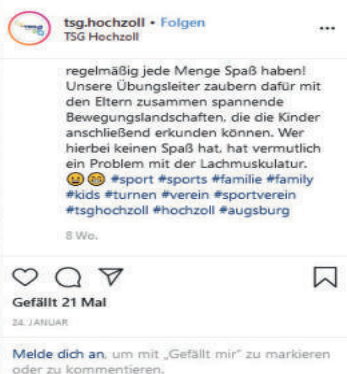 tsg.hochzoll • Folgen
TSG Hochzoll
regelmäßig jede Menge Spaß haben!
Unsere Übungsleiter zaubern dafür mit
den Eltern zusammen spannende
Bewegungslandschaften, die die Kinder
anschließend erkunden können. Wer
hierbei keinen Spaß hat, hat vermutlich
ein Problem mit der Lachmuskulatur.
#sport #sports #familie #family
#kids #turnen #verein #sportverein
#tsghochzoll #hochzoll #augsburg
8 Wo.
Gefällt 21 Mal
24. JANUAR
Melde dich an, um mit „Gefällt mir" zu markieren
oder zu kommentieren.